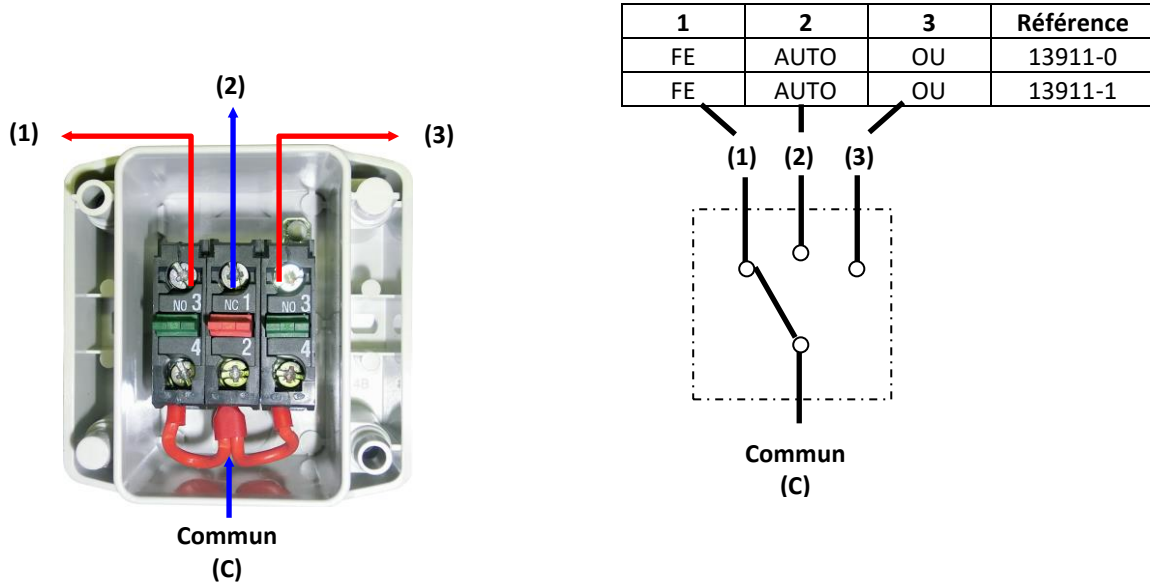 1 2 3 Référence
FE AUTO OU 13911-0
FE AUTO OU 13911-1
(1)
(2)
(3)
NO 3
NC 1
NO 3
4
2
4
Commun
(C)
(1) (2) (3)
Commun
(C)